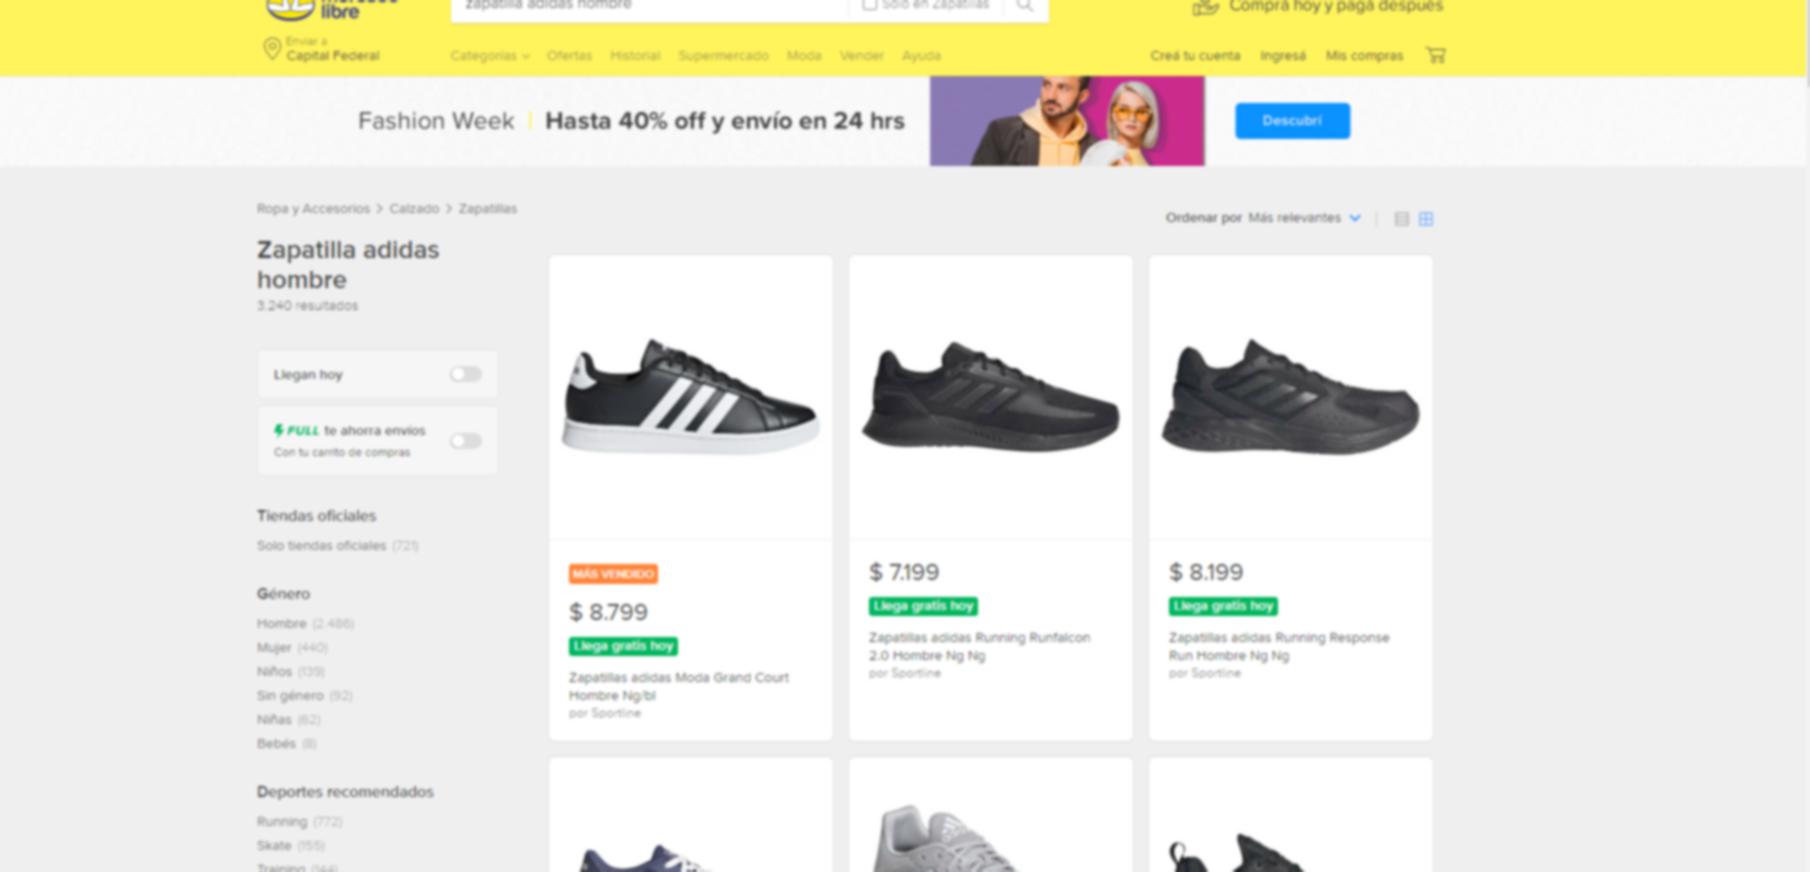 mercado
libre
zapatilla adidas hombre
Solo en Zapatillas
Comprá hoy y pagá después
Enviar a
Capital Federal
Categorías
Ofertas
Historial
Supermercado
Moda
Vender
Ayuda
Creá tu cuenta
Ingresá
Mis compras
Fashion Week | Hasta 40% off y envío en 24 hrs
Descubrí
Ropa y Accesorios > Calzado > Zapatillas
Ordenar por Más relevantes
Zapatilla adidas
hombre
3.240 resultados
Llegan hoy
FULL te ahorra envíos
Con tu carrito de compras
Tiendas oficiales
Solo tiendas oficiales (721)
Género
Hombre (2.486)
Mujer (440)
Niños (139)
Sin género (92)
Niñas (62)
Bebés (8)
Deportes recomendados
Running (772)
Skate (155)
Training (144)
MÁS VENDIDO
$ 8.799
Llega gratis hoy
Zapatillas adidas Moda Grand Court
Hombre Ng/bl
por Sportline
$ 7.199
Llega gratis hoy
Zapatillas adidas Running Runfalcon
2.0 Hombre Ng Ng
por Sportline
$ 8.199
Llega gratis hoy
Zapatillas adidas Running Response
Run Hombre Ng Ng
por Sportline